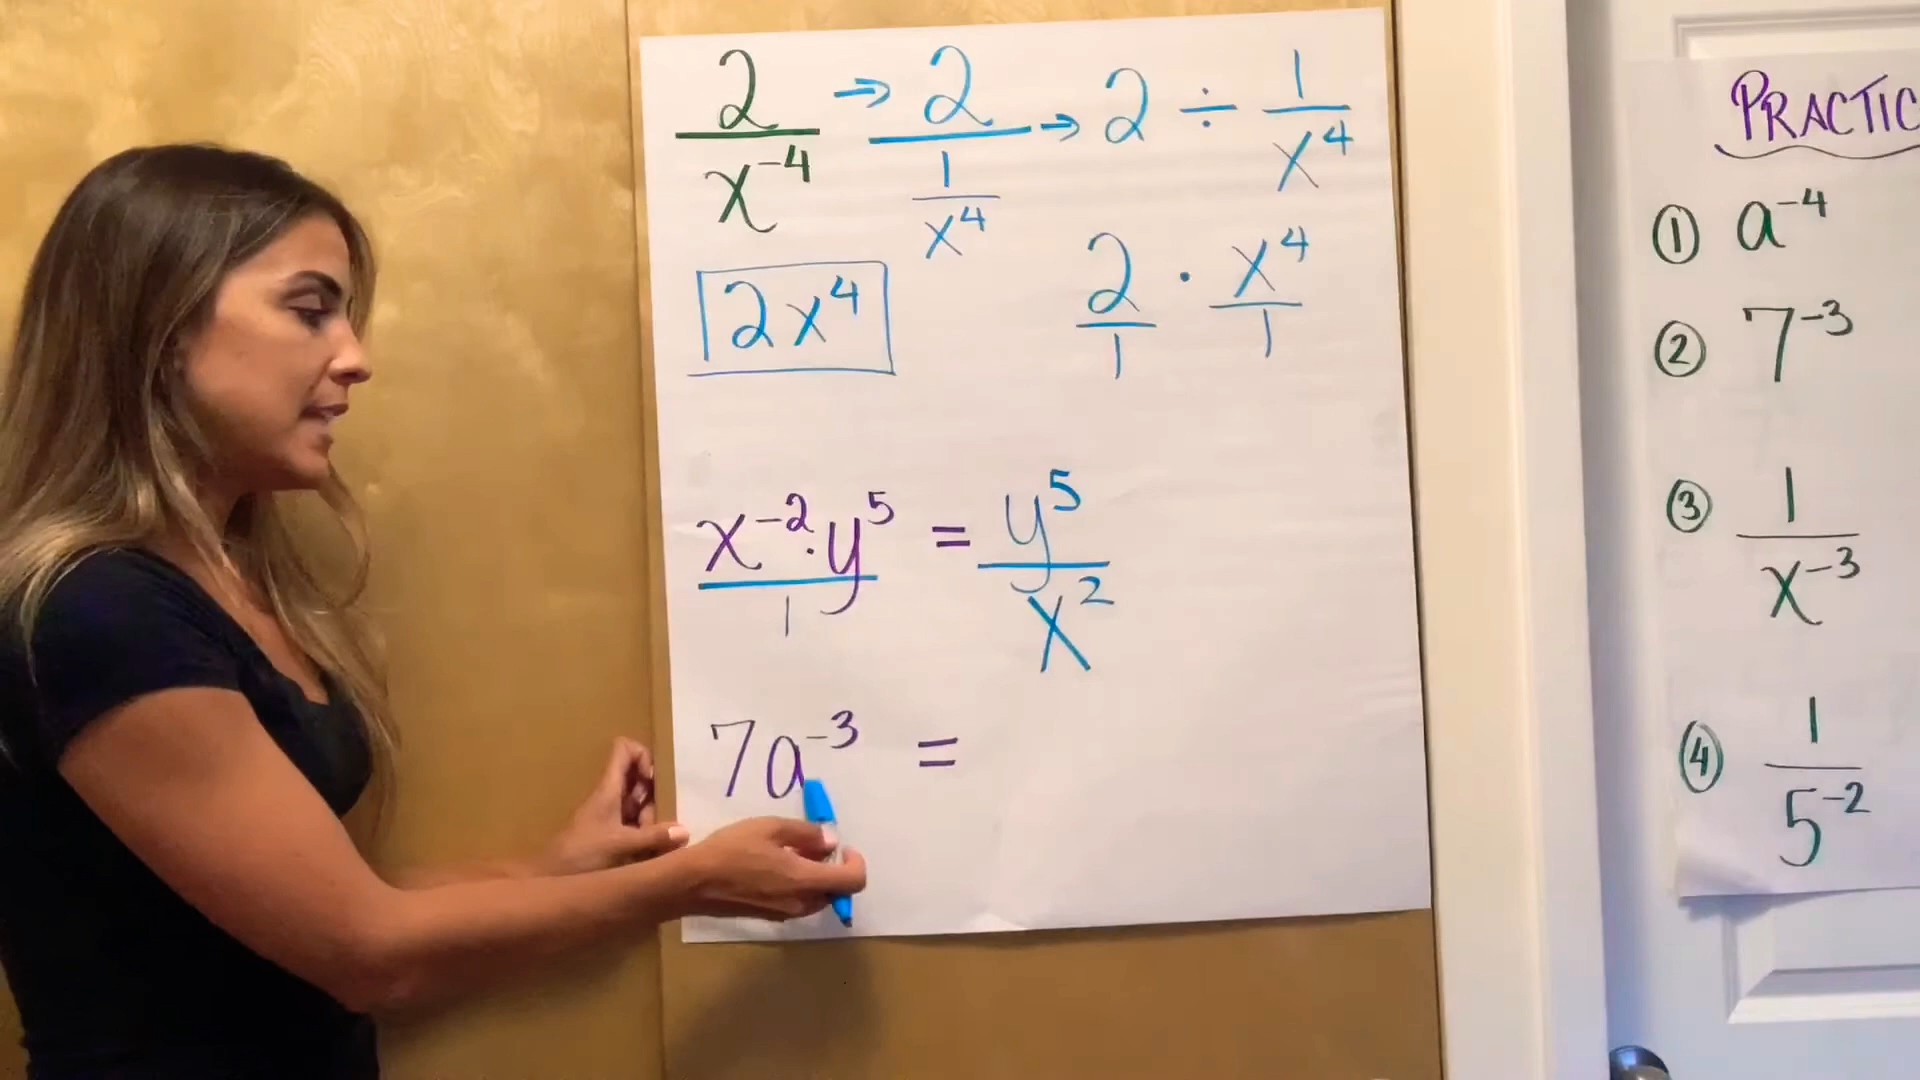 2/x⁻⁴ → 2/(1/x⁴) → 2 ÷ 1/x⁴
2/1 · x⁴/1
2x⁴
x⁻²·y⁵/1 = y⁵/x²
7a⁻³ =
PRACTIC
① a⁻⁴
② 7⁻³
③ 1/x⁻³
④ 1/5⁻²